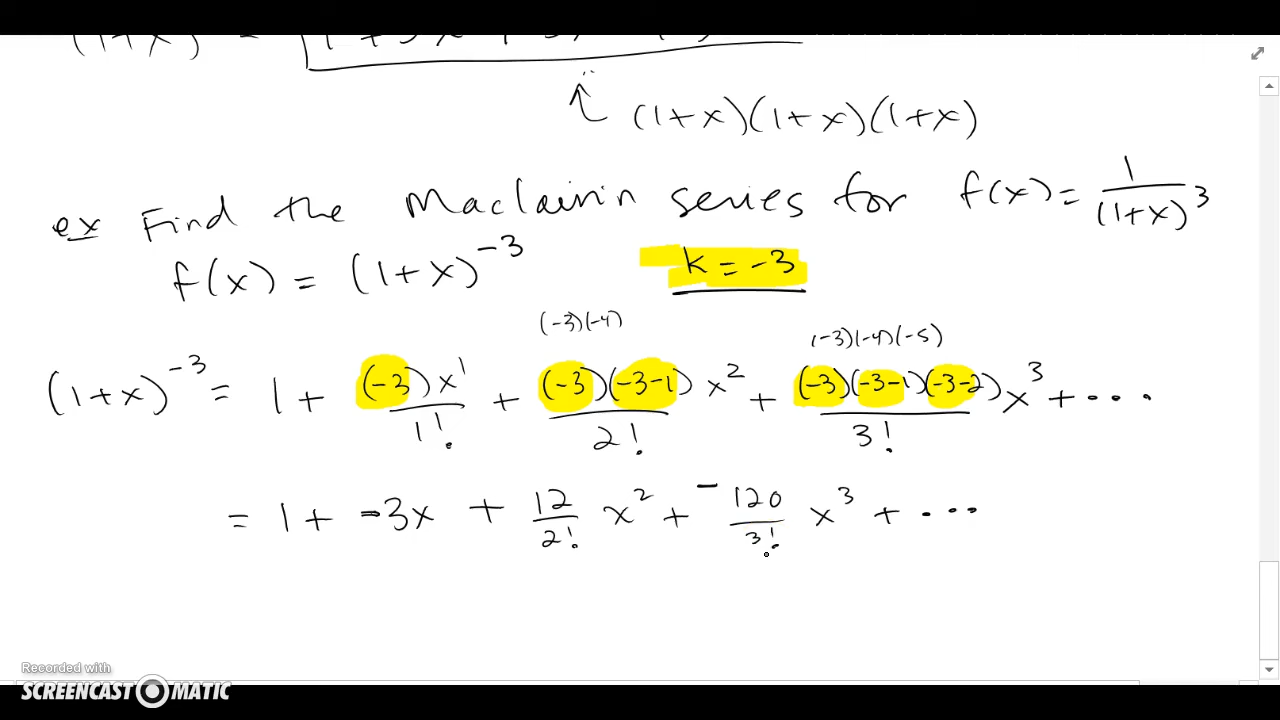 (1+x)(1+x)(1+x)
ex Find the Maclaurin series for f(x) = 1/(1+x)^3
f(x) = (1+x)^-3 k = -3
(-3)(-4) (-3)(-4)(-5)
(1+x)^-3 = 1 + (-3)x^1/1! + (-3)(-3-1)/2! x^2 + (-3)(-3-1)(-3-2)/3! x^3 + ...
= 1 + -3x + 12/2! x^2 + -120/3! x^3 + ...
Recorded with
SCREENCAST O MATIC